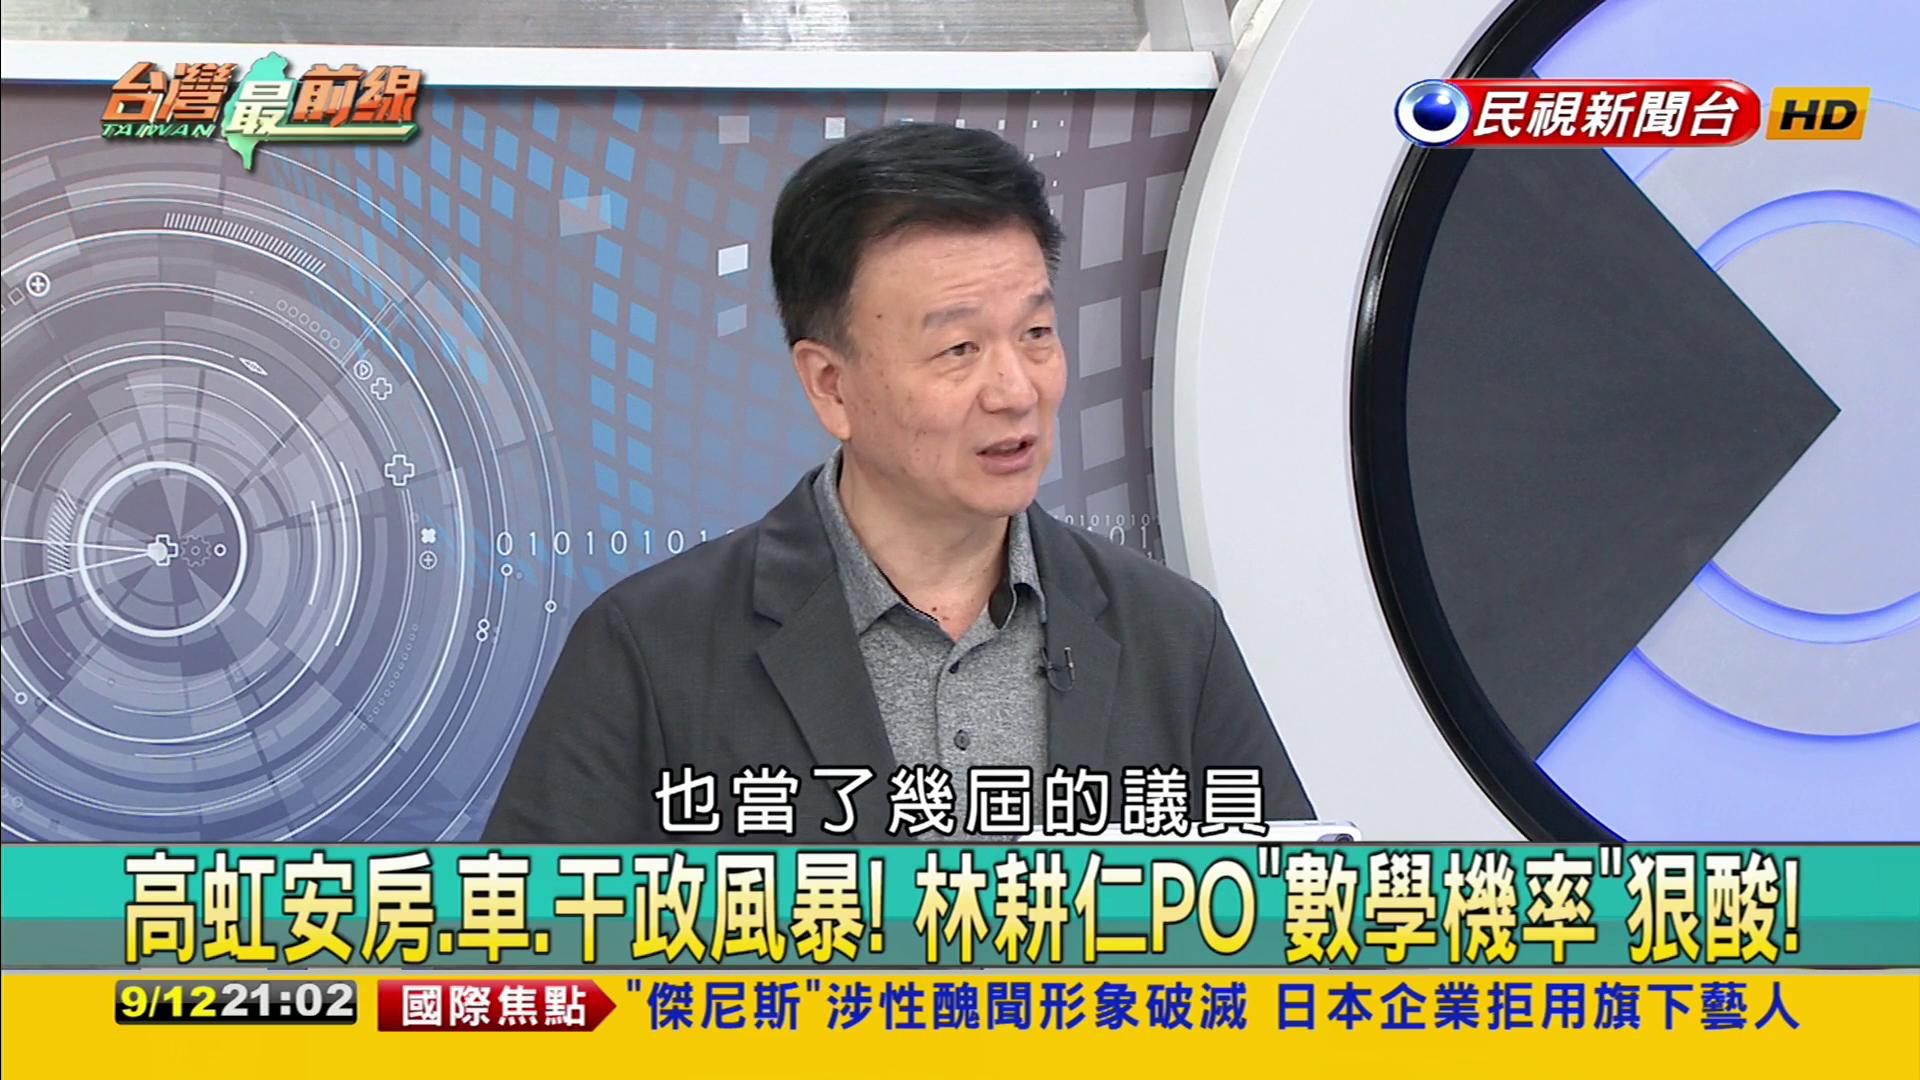 台灣最前線
TAIWAN
民視新聞台 HD
01010101
10101010
也當了幾屆的議員
高虹安房.車.干政風暴! 林耕仁PO"數學機率"狠酸!
9/12 21:02 國際焦點 "傑尼斯"涉性醜聞形象破滅 日本企業拒用旗下藝人